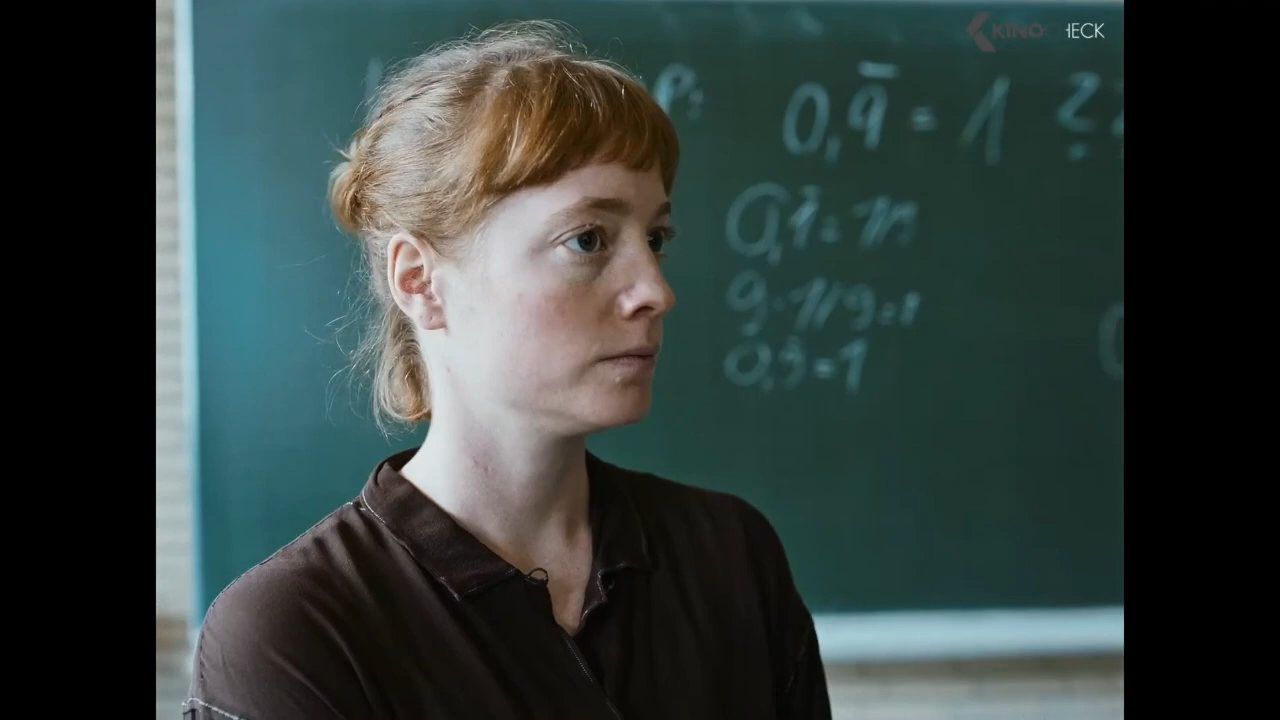 KINOCHECK
P:
0,9̅ = 1 ??
0,1̅ = 1/9
9·1/9=1
0,9̅=1